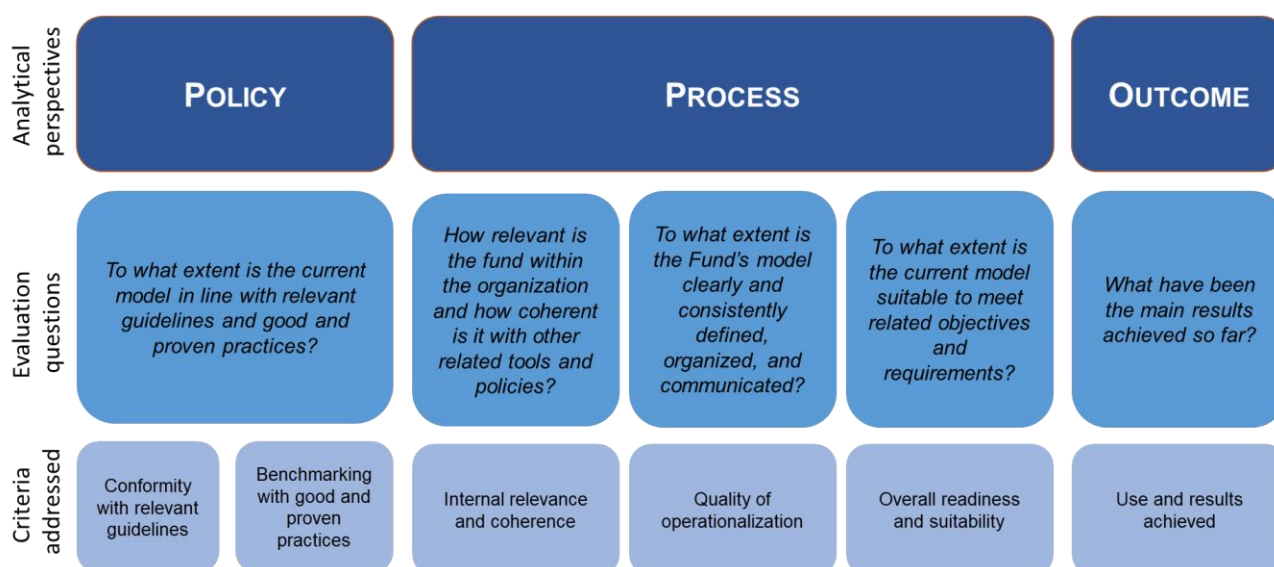 Analytical
perspectives
POLICY
PROCESS
OUTCOME
Evaluation
questions
To what extent is the current
model in line with relevant
guidelines and good and
proven practices?
How relevant is
the fund within
the organization
and how coherent
is it with other
related tools and
policies?
To what extent is
the Fund's model
clearly and
consistently
defined,
organized, and
communicated?
To what extent is
the current model
suitable to meet
related objectives
and
requirements?
What have been
the main results
achieved so far?
Criteria
addressed
Conformity
with relevant
guidelines
Benchmarking
with good and
proven
practices
Internal relevance
and coherence
Quality of
operationalization
Overall readiness
and suitability
Use and results
achieved